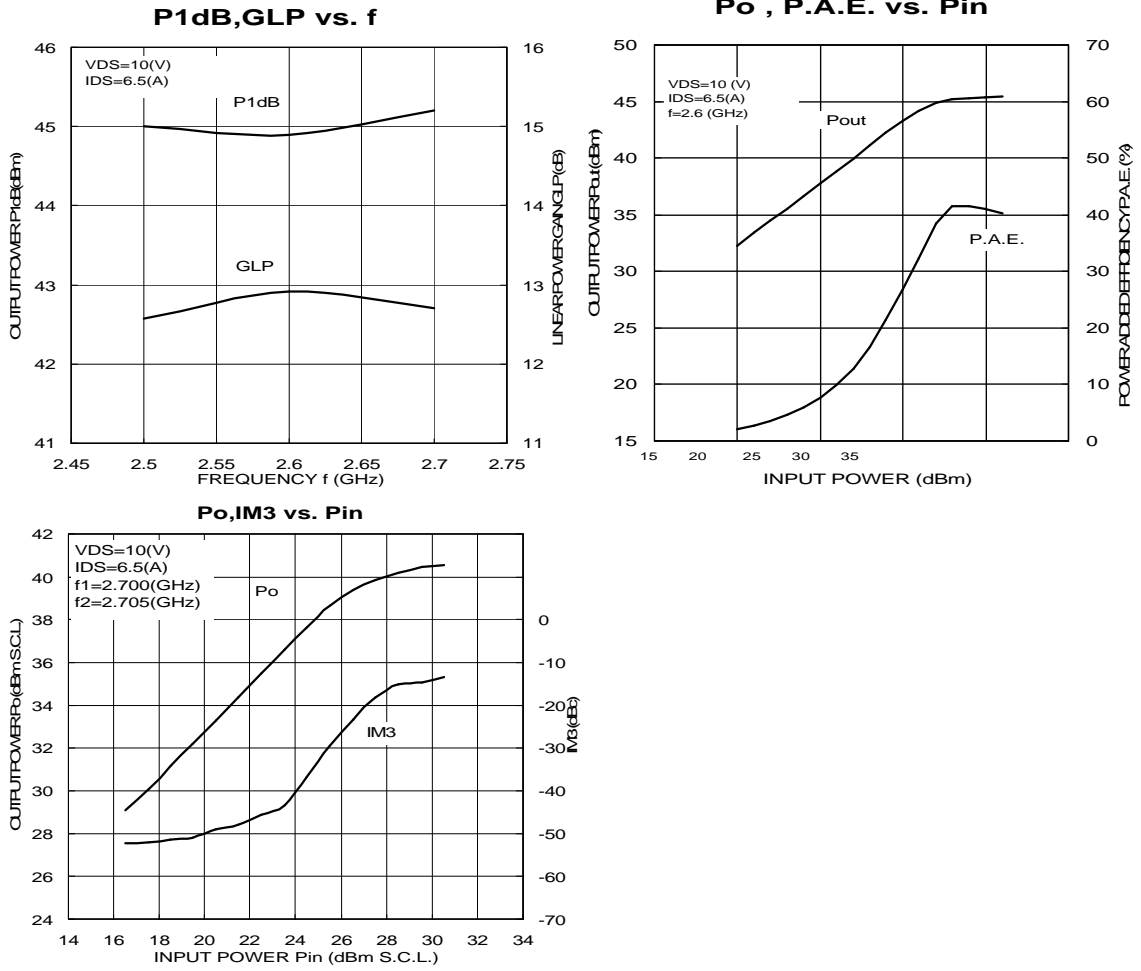 P1dB,GLP vs. f
VDS=10(V)
IDS=6.5(A)
P1dB
GLP
46
45
44
43
42
41
16
15
14
13
12
11
OUTPUT POWER P1dB(dBm)
LINEAR POWER GAIN GLP(dB)
2.45 2.5 2.55 2.6 2.65 2.7 2.75
FREQUENCY f (GHz)
Po , P.A.E. vs. Pin
VDS=10 (V)
IDS=6.5(A)
f=2.6 (GHz)
Pout
P.A.E.
50
45
40
35
30
25
20
15
70
60
50
40
30
20
10
0
OUTPUT POWER Pout(dBm)
POWER ADDED EFFICIENCY P.A.E.(%)
15 20 25 30 35
INPUT POWER (dBm)
Po,IM3 vs. Pin
VDS=10(V)
IDS=6.5(A)
f1=2.700(GHz)
f2=2.705(GHz)
Po
IM3
42
40
38
36
34
32
30
28
26
24
0
-10
-20
-30
-40
-50
-60
-70
OUTPUT POWER Po(dBm S.C.L)
IM3(dBc)
14 16 18 20 22 24 26 28 30 32 34
INPUT POWER Pin (dBm S.C.L.)